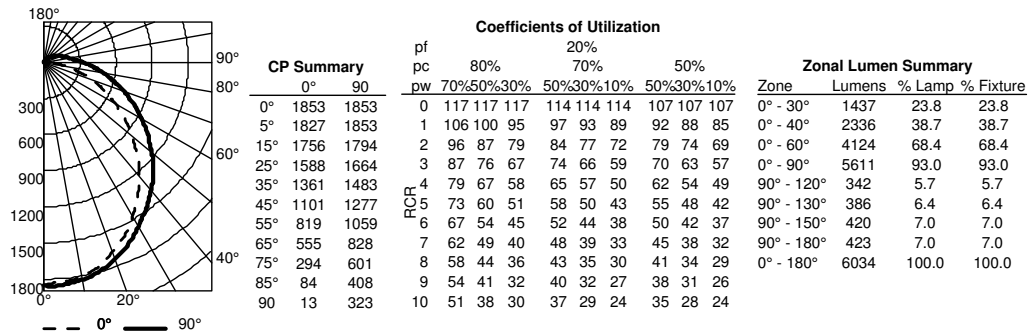 180°
90°
80°
60°
40°
300
600
900
1200
1500
1800
0° 20°
0° 90°
CP Summary
0° 90
0° 1853 1853
5° 1827 1853
15° 1756 1794
25° 1588 1664
35° 1361 1483
45° 1101 1277
55° 819 1059
65° 555 828
75° 294 601
85° 84 408
90 13 323
Coefficients of Utilization
pf 20%
pc 80% 70% 50%
pw 70%50%30% 50%30%10% 50%30%10%
RCR
0 117 117 117 114 114 114 107 107 107
1 106 100 95 97 93 89 92 88 85
2 96 87 79 84 77 72 79 74 69
3 87 76 67 74 66 59 70 63 57
4 79 67 58 65 57 50 62 54 49
5 73 60 51 58 50 43 55 48 42
6 67 54 45 52 44 38 50 42 37
7 62 49 40 48 39 33 45 38 32
8 58 44 36 43 35 30 41 34 29
9 54 41 32 40 32 27 38 31 26
10 51 38 30 37 29 24 35 28 24
Zonal Lumen Summary
Zone Lumens % Lamp % Fixture
0° - 30° 1437 23.8 23.8
0° - 40° 2336 38.7 38.7
0° - 60° 4124 68.4 68.4
0° - 90° 5611 93.0 93.0
90° - 120° 342 5.7 5.7
90° - 130° 386 6.4 6.4
90° - 150° 420 7.0 7.0
90° - 180° 423 7.0 7.0
0° - 180° 6034 100.0 100.0